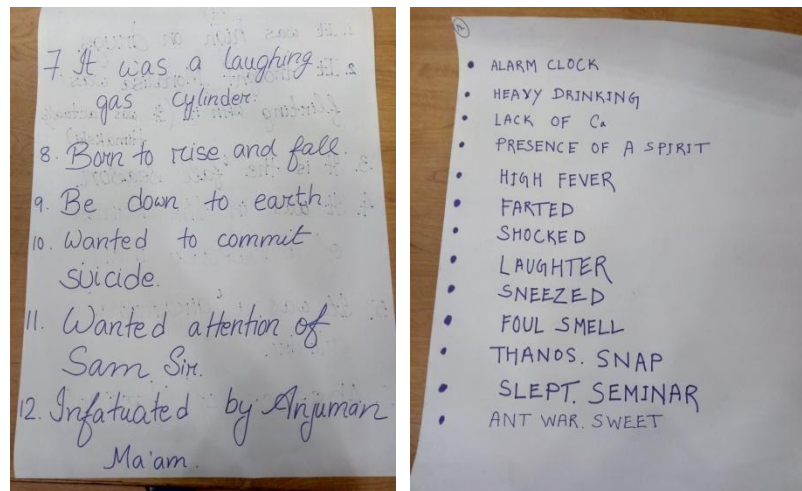 7. It was a laughing
gas cylinder.
8. Born to rise and fall.
9. Be down to earth.
10. Wanted to commit
suicide.
11. Wanted attention of
Sam Sir.
12. Infatuated by Anjuman
Ma'am.
• ALARM CLOCK
• HEAVY DRINKING
• LACK OF Ca
• PRESENCE OF A SPIRIT
• HIGH FEVER
• FARTED
• SHOCKED
• LAUGHTER
• SNEEZED
• FOUL SMELL
• THANOS. SNAP
• SLEPT. SEMINAR
• ANT WAR. SWEET